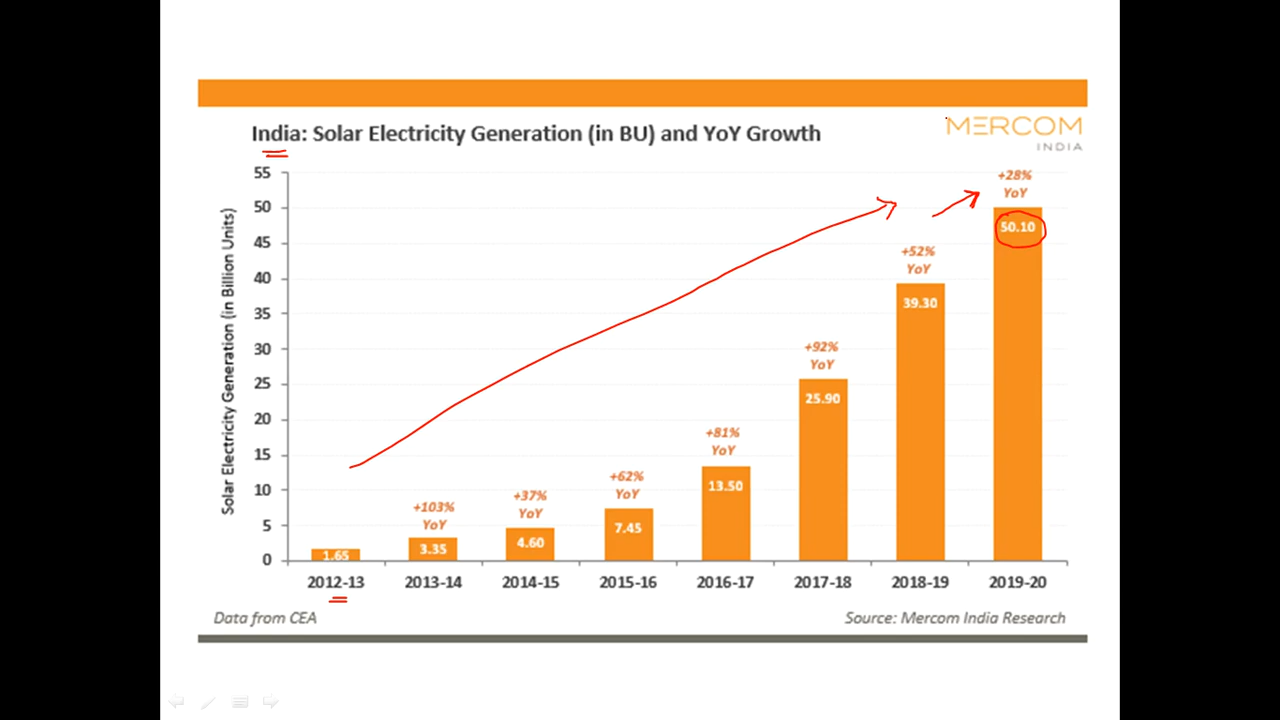 India: Solar Electricity Generation (in BU) and YoY Growth
MERCOM
INDIA
Solar Electricity Generation (in Billion Units)
55
50
45
40
35
30
25
20
15
10
5
0
1.65
+103%
YoY
3.35
+37%
YoY
4.60
+62%
YoY
7.45
+81%
YoY
13.50
+92%
YoY
25.90
+52%
YoY
39.30
+28%
YoY
50.10
2012-13 2013-14 2014-15 2015-16 2016-17 2017-18 2018-19 2019-20
Data from CEA
Source: Mercom India Research